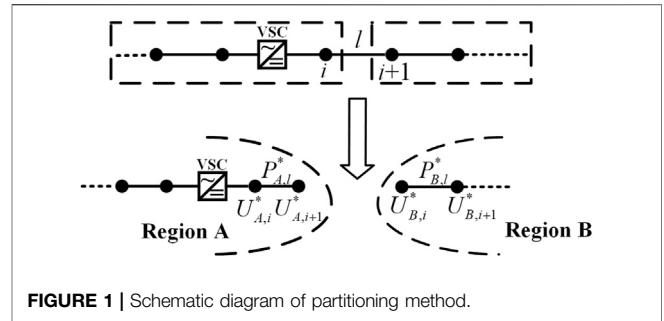 VSC
l
i
i+1
VSC
P*A,l
P*B,l
U*A,i U*A,i+1
U*B,i U*B,i+1
Region A
Region B
FIGURE 1 | Schematic diagram of partitioning method.